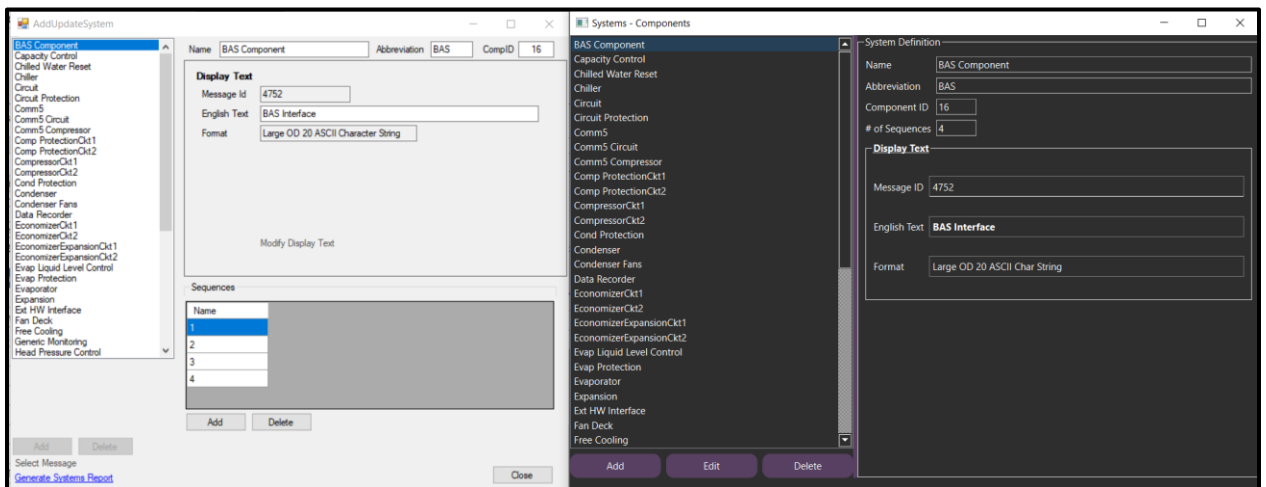 AddUpdateSystem
BAS Component
Capacity Control
Chilled Water Reset
Chiller
Circuit
Circuit Protection
Comm5
Comm5 Circuit
Comm5 Compressor
Comp ProtectionCkt1
Comp ProtectionCkt2
CompressorCkt1
CompressorCkt2
Cond Protection
Condenser
Condenser Fans
Data Recorder
EconomizerCkt1
EconomizerCkt2
EconomizerExpansionCkt1
EconomizerExpansionCkt2
Evap Liquid Level Control
Evap Protection
Evaporator
Expansion
Ext HW Interface
Fan Deck
Free Cooling
Generic Monitoring
Head Pressure Control
Add Delete
Select Message
Generate Systems Report
Name BAS Component Abbreviation BAS CompID 16
Display Text
Message Id 4752
English Text BAS Interface
Format Large OD 20 ASCII Character String
Modify Display Text
Sequences
Name
1
2
3
4
Add Delete
Close
Systems - Components
BAS Component
Capacity Control
Chilled Water Reset
Chiller
Circuit
Circuit Protection
Comm5
Comm5 Circuit
Comm5 Compressor
Comp ProtectionCkt1
Comp ProtectionCkt2
CompressorCkt1
CompressorCkt2
Cond Protection
Condenser
Condenser Fans
Data Recorder
EconomizerCkt1
EconomizerCkt2
EconomizerExpansionCkt1
EconomizerExpansionCkt2
Evap Liquid Level Control
Evap Protection
Evaporator
Expansion
Ext HW Interface
Fan Deck
Free Cooling
Add Edit Delete
System Definition
Name BAS Component
Abbreviation BAS
Component ID 16
# of Sequences 4
Display Text
Message ID 4752
English Text BAS Interface
Format Large OD 20 ASCII Char String